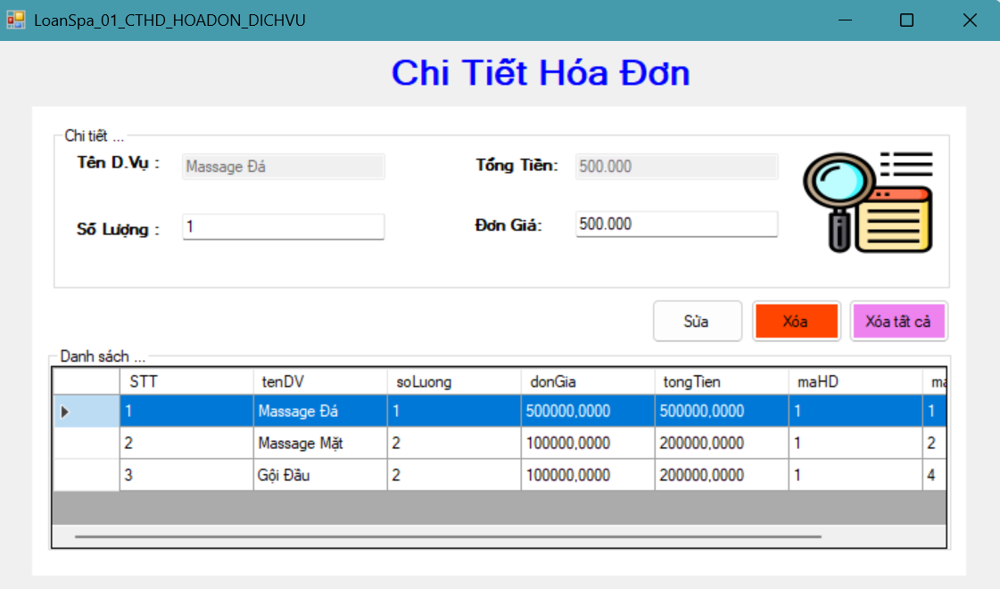 LoanSpa_01_CTHD_HOADON_DICHVU
Chi Tiết Hóa Đơn
Chi tiết ...
Tên D.Vụ : Massage Đá Tổng Tiền: 500.000
Số Lượng : 1 Đơn Giá: 500.000
Sửa Xóa Xóa tất cả
Danh sách ...
STT tenDV soLuong donGia tongTien maHD
1 Massage Đá 1 500000,0000 500000,0000 1 1
2 Massage Mặt 2 100000,0000 200000,0000 1 2
3 Gội Đầu 2 100000,0000 200000,0000 1 4